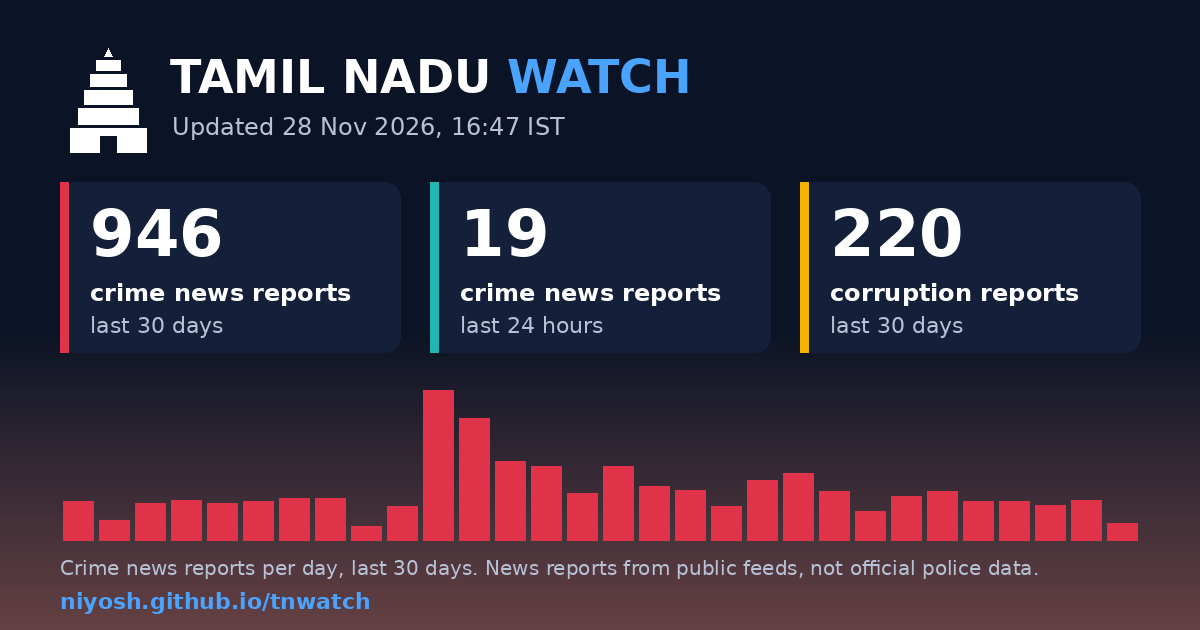 TAMIL NADU WATCH
Updated 28 Nov 2026, 16:47 IST
946
crime news reports
last 30 days
19
crime news reports
last 24 hours
220
corruption reports
last 30 days
Crime news reports per day, last 30 days. News reports from public feeds, not official police data.
niyosh.github.io/tnwatch